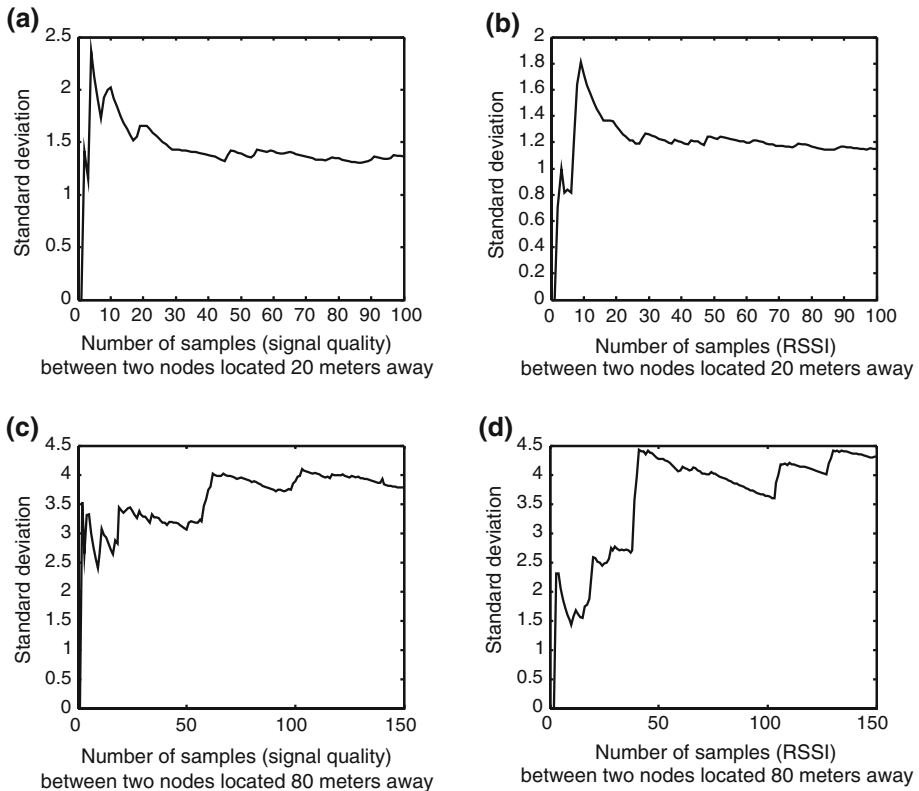 (a)
2.5
2
1.5
1
0.5
0
0 10 20 30 40 50 60 70 80 90 100
Standard deviation
Number of samples (signal quality)
between two nodes located 20 meters away
(b)
2
1.8
1.6
1.4
1.2
1
0.8
0.6
0.4
0.2
0
0 10 20 30 40 50 60 70 80 90 100
Standard deviation
Number of samples (RSSI)
between two nodes located 20 meters away
(c)
4.5
4
3.5
3
2.5
2
1.5
1
0.5
0
0 50 100 150
Standard deviation
Number of samples (signal quality)
between two nodes located 80 meters away
(d)
4.5
4
3.5
3
2.5
2
1.5
1
0.5
0
0 50 100 150
Standard deviation
Number of samples (RSSI)
between two nodes located 80 meters away